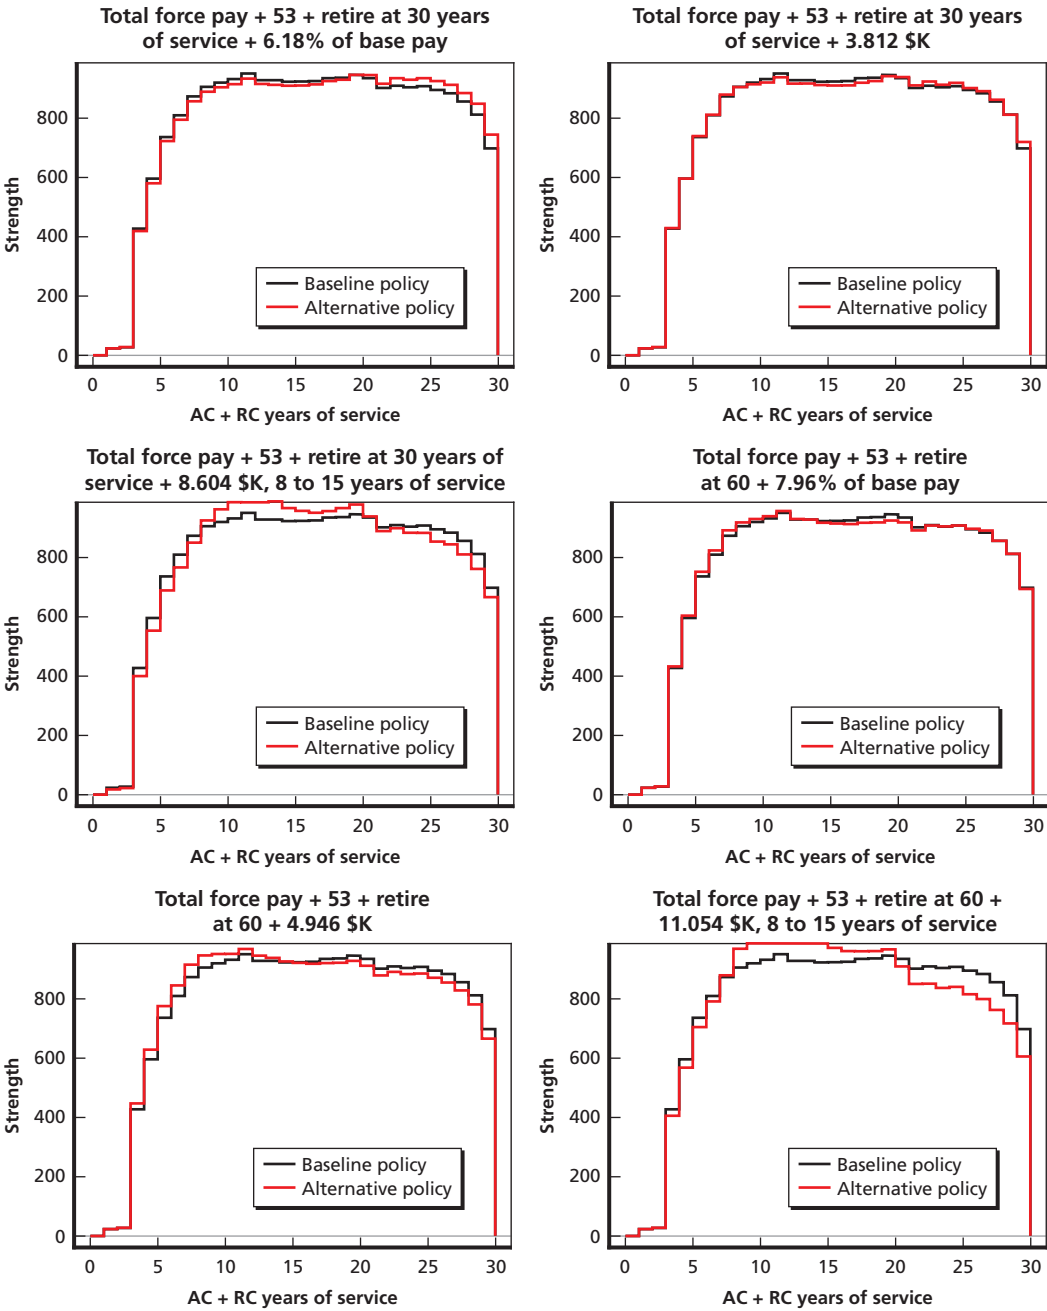 Total force pay + 53 + retire at 30 years
of service + 6.18% of base pay
Strength
800
600
400
200
0
Baseline policy
Alternative policy
0 5 10 15 20 25 30
AC + RC years of service
Total force pay + 53 + retire at 30 years
of service + 3.812 $K
Strength
800
600
400
200
0
Baseline policy
Alternative policy
0 5 10 15 20 25 30
AC + RC years of service
Total force pay + 53 + retire at 30 years of
service + 8.604 $K, 8 to 15 years of service
Strength
800
600
400
200
0
Baseline policy
Alternative policy
0 5 10 15 20 25 30
AC + RC years of service
Total force pay + 53 + retire
at 60 + 7.96% of base pay
Strength
800
600
400
200
0
Baseline policy
Alternative policy
0 5 10 15 20 25 30
AC + RC years of service
Total force pay + 53 + retire
at 60 + 4.946 $K
Strength
800
600
400
200
0
Baseline policy
Alternative policy
0 5 10 15 20 25 30
AC + RC years of service
Total force pay + 53 + retire at 60 +
11.054 $K, 8 to 15 years of service
Strength
800
600
400
200
0
Baseline policy
Alternative policy
0 5 10 15 20 25 30
AC + RC years of service